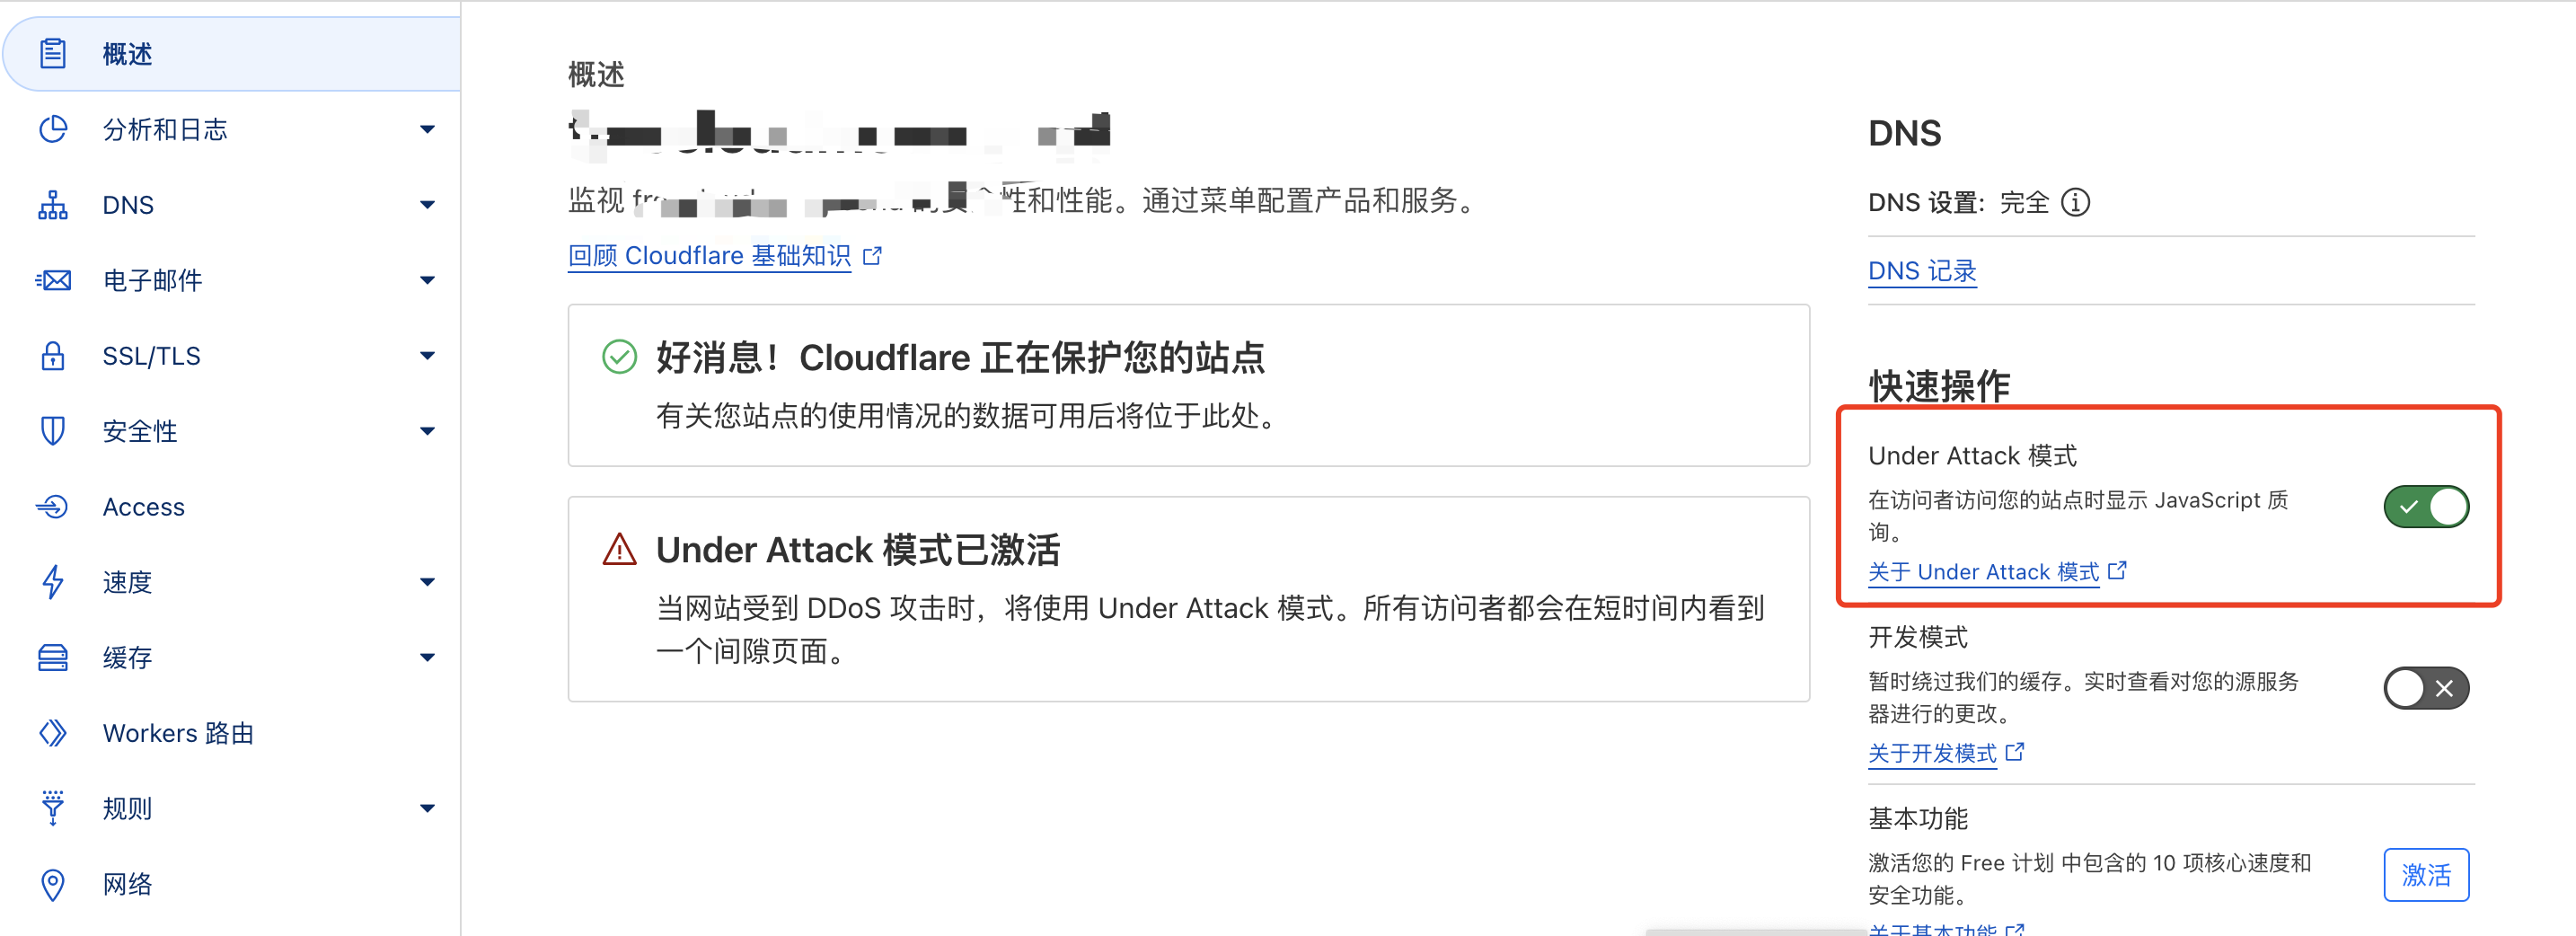 概述
分析和日志
DNS
电子邮件
SSL/TLS
安全性
Access
速度
缓存
Workers 路由
规则
网络
概述
监视
性和性能。通过菜单配置产品和服务。
回顾 Cloudflare 基础知识
好消息！Cloudflare 正在保护您的站点
有关您站点的使用情况的数据可用后将位于此处。
Under Attack 模式已激活
当网站受到 DDoS 攻击时，将使用 Under Attack 模式。所有访问者都会在短时间内看到
一个间隙页面。
DNS
DNS 设置: 完全
DNS 记录
快速操作
Under Attack 模式
在访问者访问您的站点时显示 JavaScript 质
询。
关于 Under Attack 模式
开发模式
暂时绕过我们的缓存。实时查看对您的源服务
器进行的更改。
关于开发模式
基本功能
激活您的 Free 计划 中包含的 10 项核心速度和
安全功能。
激活
关于基本功能